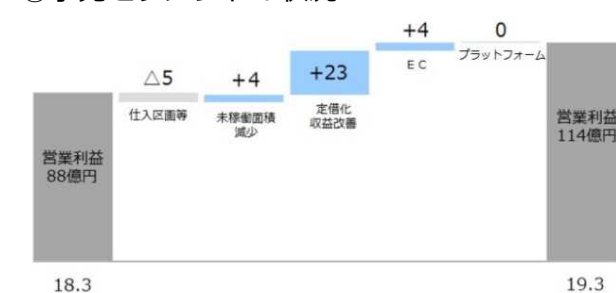 +4
0
プラットフォーム
EC
△5
+4
+23
仕入区画等
未稼働面積
減少
定借化
収益改善
営業利益
88億円
営業利益
114億円
18.3
19.3